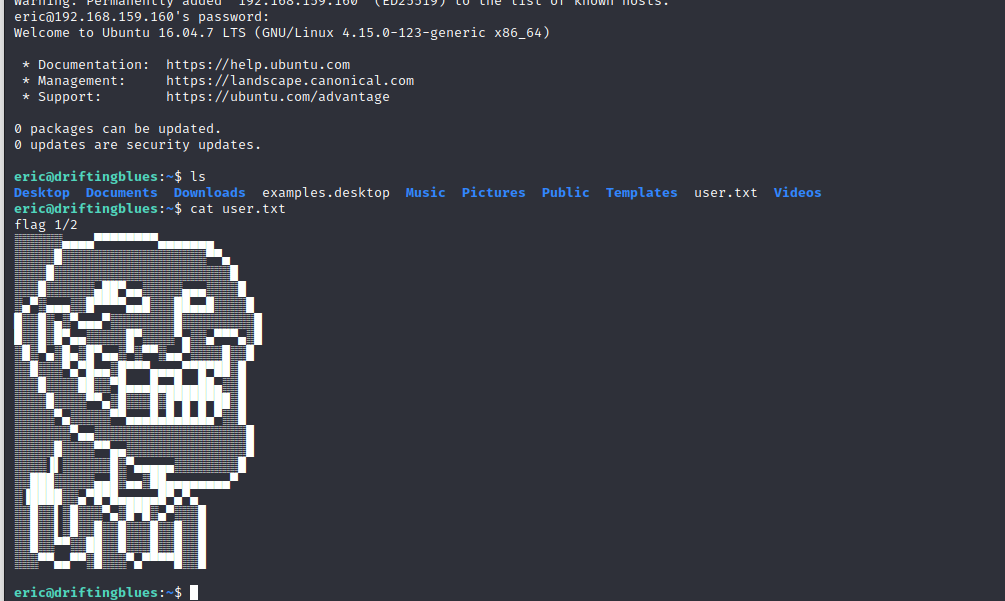 Warning: Permanently added '192.168.159.160' (ED25519) to the list of known hosts.
eric@192.168.159.160's password:
Welcome to Ubuntu 16.04.7 LTS (GNU/Linux 4.15.0-123-generic x86_64)
* Documentation: https://help.ubuntu.com
* Management: https://landscape.canonical.com
* Support: https://ubuntu.com/advantage
0 packages can be updated.
0 updates are security updates.
eric@driftingblues:~$ ls
Desktop Documents Downloads examples.desktop Music Pictures Public Templates user.txt Videos
eric@driftingblues:~$ cat user.txt
flag 1/2
eric@driftingblues:~$